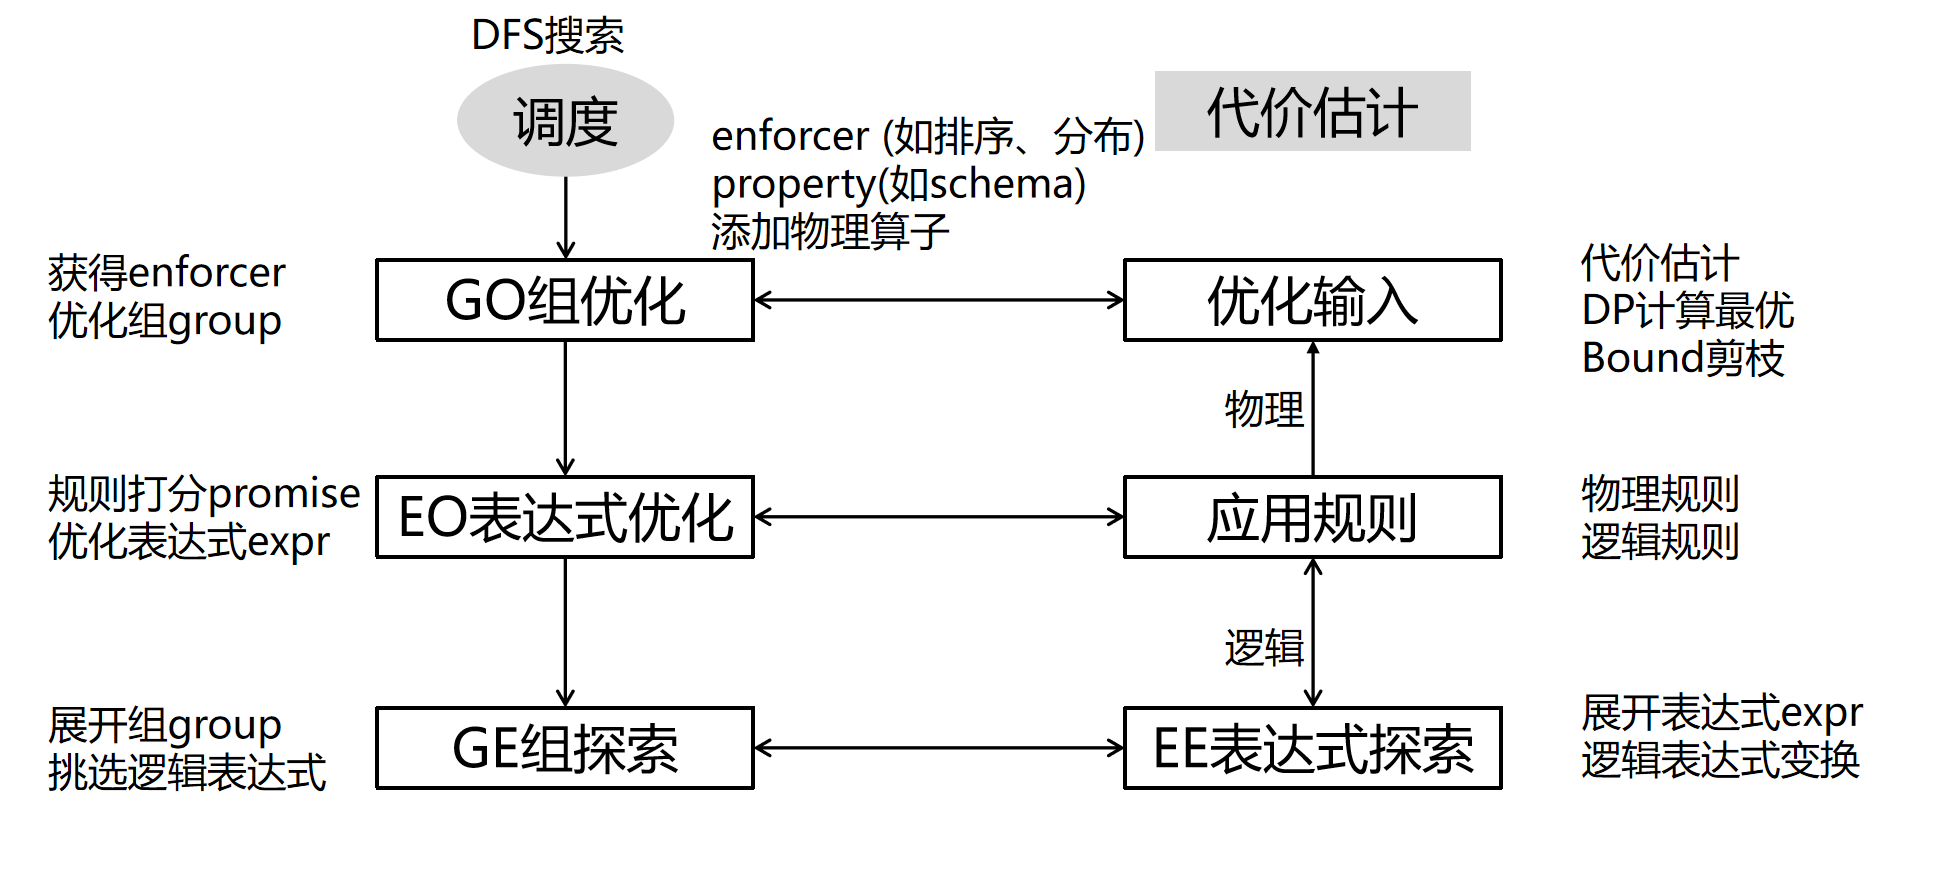 DFS搜索
调度
代价估计
enforcer (如排序、分布)
property(如schema)
添加物理算子
获得enforcer
优化组group
GO组优化
优化输入
代价估计
DP计算最优
Bound剪枝
物理
规则打分promise
优化表达式expr
EO表达式优化
应用规则
物理规则
逻辑规则
逻辑
展开组group
挑选逻辑表达式
GE组探索
EE表达式探索
展开表达式expr
逻辑表达式变换